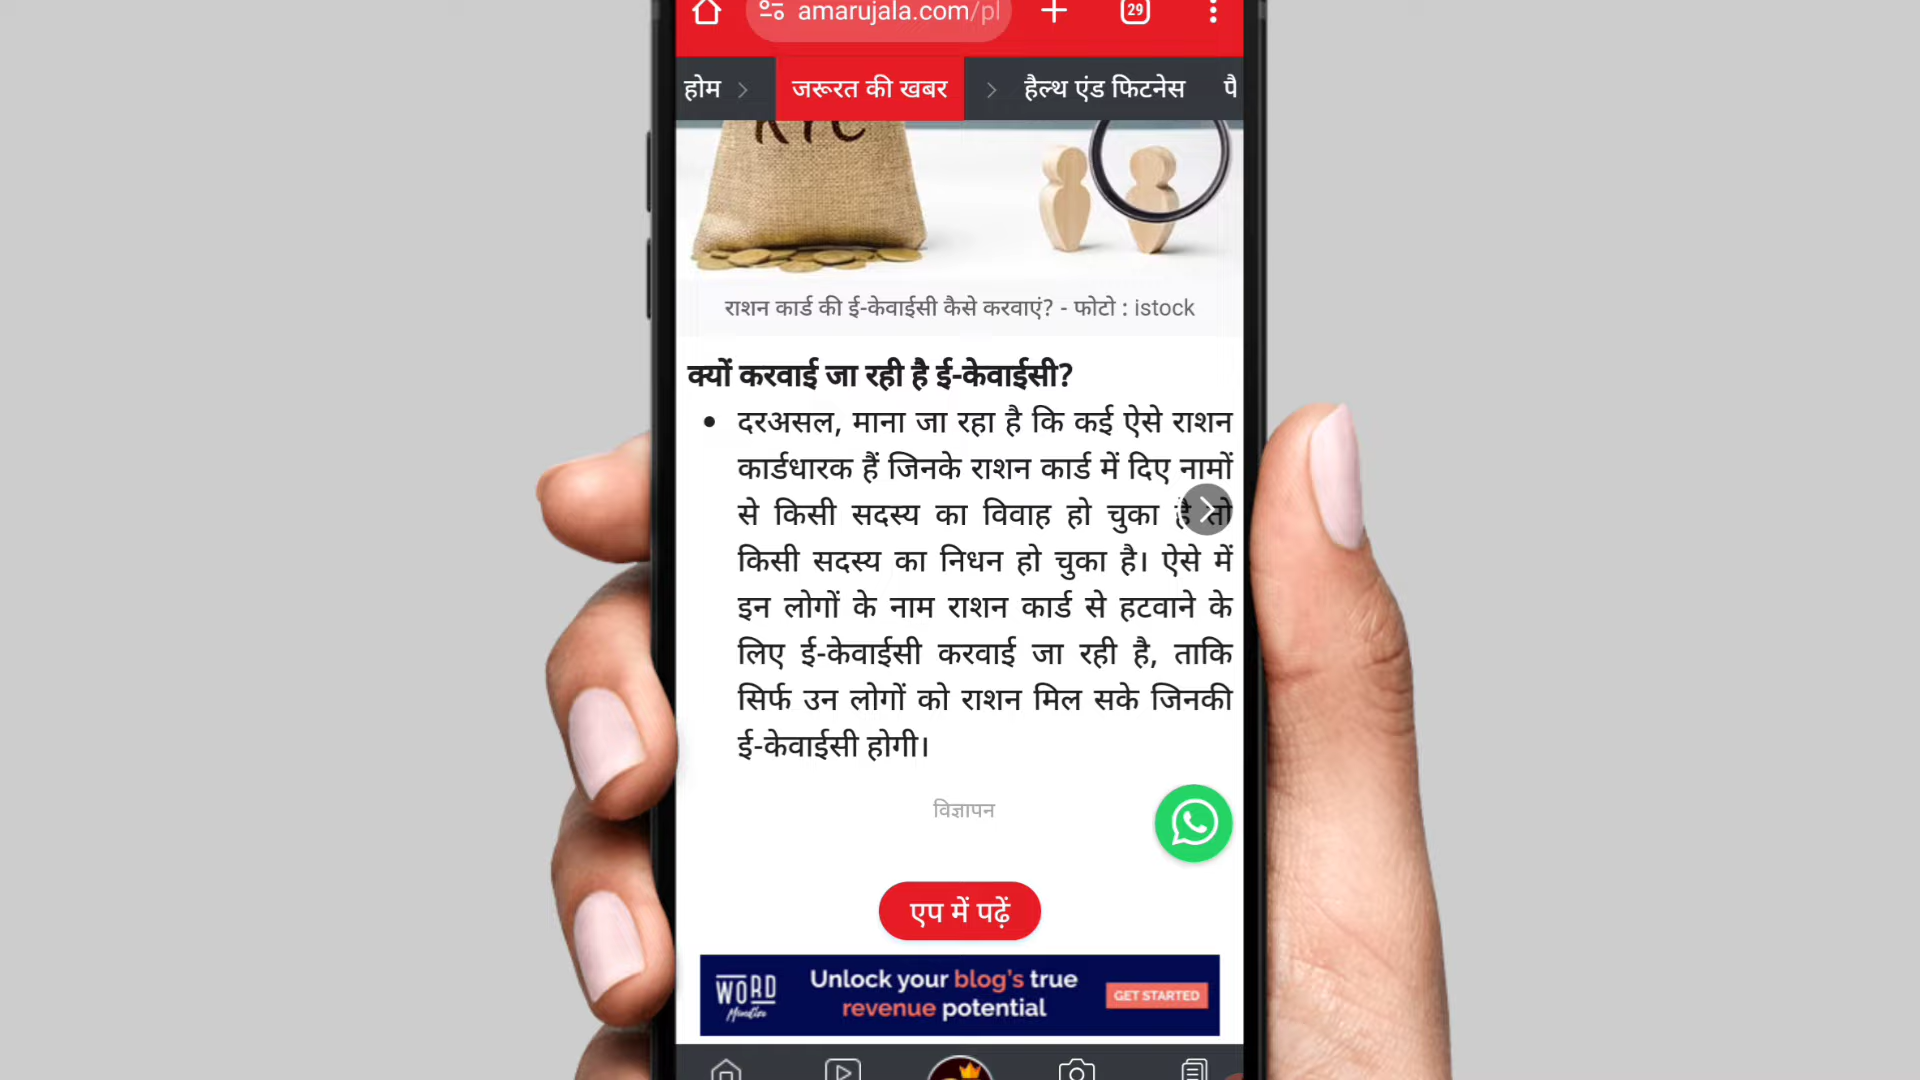 amarujala.com/pl
29
होम
जरूरत की खबर
हैल्थ एंड फिटनेस
पै
KYC
राशन कार्ड की ई-केवाईसी कैसे करवाएं? - फोटो : istock
क्यों करवाई जा रही है ई-केवाईसी?
• दरअसल, माना जा रहा है कि कई ऐसे राशन
कार्डधारक हैं जिनके राशन कार्ड में दिए नामों
से किसी सदस्य का विवाह हो चुका है तो
किसी सदस्य का निधन हो चुका है। ऐसे में
इन लोगों के नाम राशन कार्ड से हटवाने के
लिए ई-केवाईसी करवाई जा रही है, ताकि
सिर्फ उन लोगों को राशन मिल सके जिनकी
ई-केवाईसी होगी।
विज्ञापन
एप में पढ़ें
WORD
Unlock your blog's true
revenue potential
GET STARTED